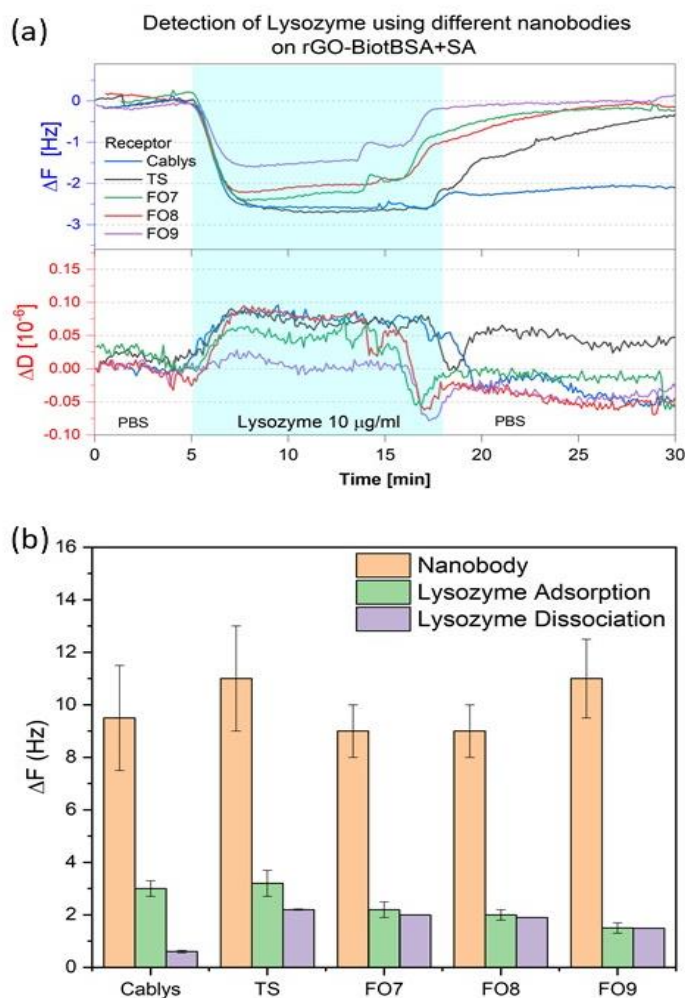 (a)
Detection of Lysozyme using different nanobodies
on rGO-BiotBSA+SA
ΔF [Hz]
0
-1
-2
-3
Receptor
Cablys
TS
FO7
FO8
FO9
ΔD [10⁻⁶]
0.15
0.10
0.05
0.00
-0.05
-0.10
PBS
Lysozyme 10 μg/ml
PBS
0 5 10 15 20 25 30
Time [min]
(b)
ΔF (Hz)
16
14
12
10
8
6
4
2
0
Nanobody
Lysozyme Adsorption
Lysozyme Dissociation
Cablys TS FO7 FO8 FO9